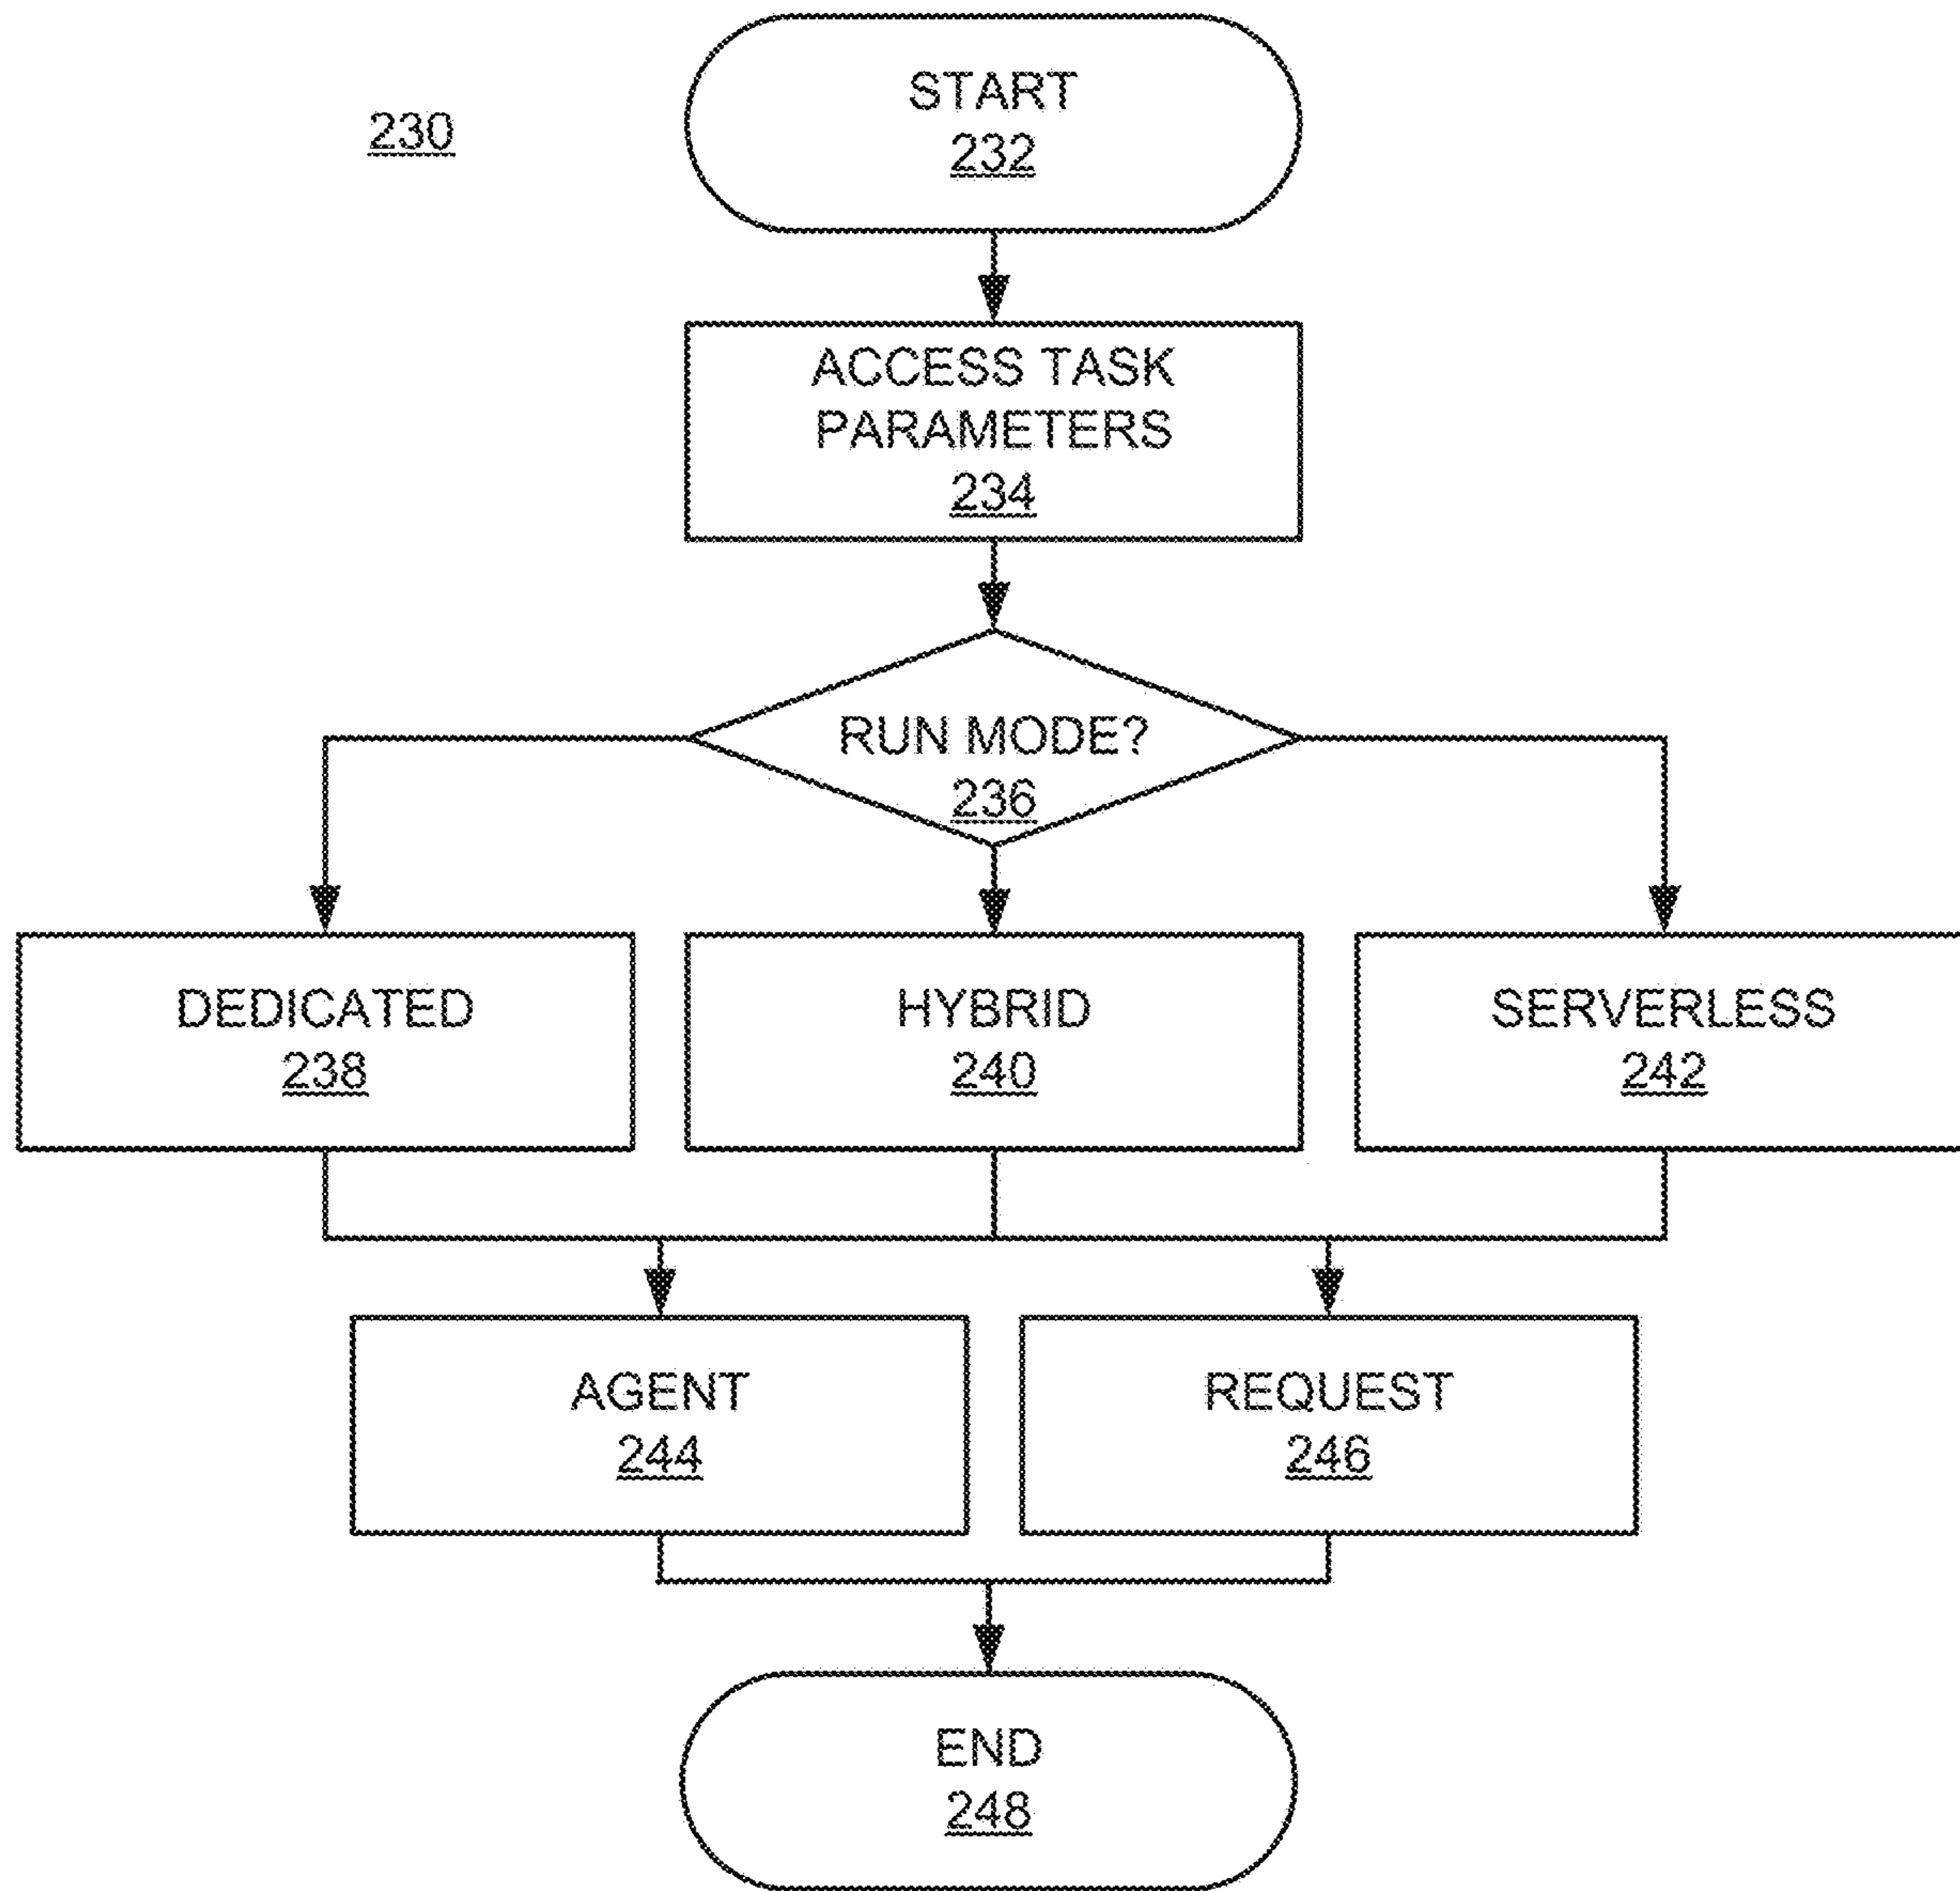 START
230
232
ACCESS TASK
PARAMETERS
234
RUN MODE?
236
DEDICATED
238
HYBRID
240
SERVERLESS
242
AGENT
244
REQUEST
246
END
248